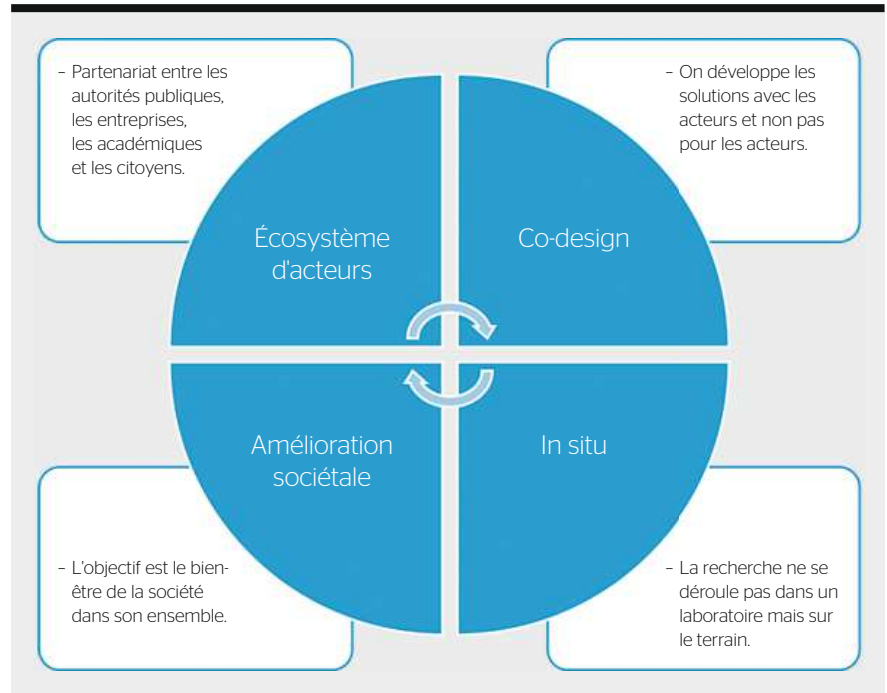 – Partenariat entre les
autorités publiques,
les entreprises,
les académiques
et les citoyens.
– On développe les
solutions avec les
acteurs et non pas
pour les acteurs.
Écosystème
d'acteurs
Co-design
Amélioration
sociétale
In situ
– L'objectif est le bien-
être de la société
dans son ensemble.
– La recherche ne se
déroule pas dans un
laboratoire mais sur
le terrain.